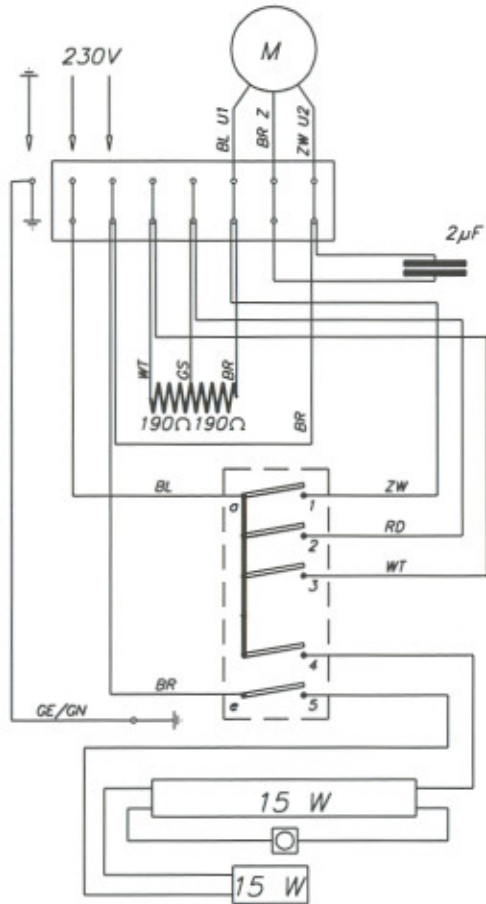 M
230V
BL U1
BR Z
ZW U2
2µF
WT
GS
BR
190Ω 190Ω
BR
BL
a
1
ZW
2
RD
3
WT
4
BR
e
5
GE/GN
15 W
15 W